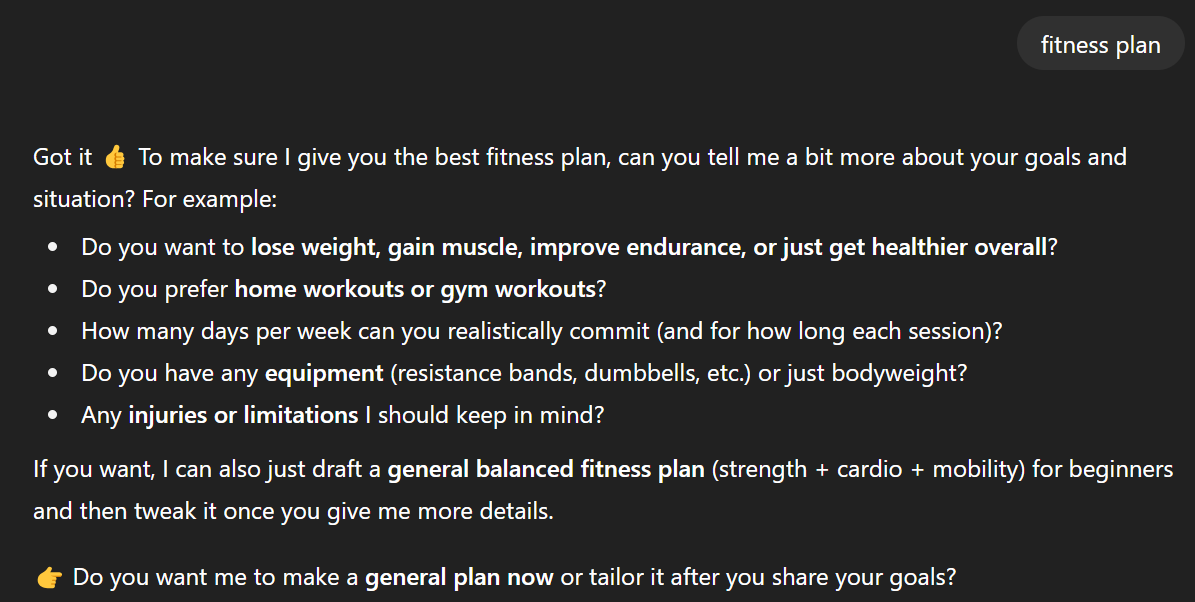 fitness plan
Got it 👍 To make sure I give you the best fitness plan, can you tell me a bit more about your goals and
situation? For example:
• Do you want to lose weight, gain muscle, improve endurance, or just get healthier overall?
• Do you prefer home workouts or gym workouts?
• How many days per week can you realistically commit (and for how long each session)?
• Do you have any equipment (resistance bands, dumbbells, etc.) or just bodyweight?
• Any injuries or limitations I should keep in mind?
If you want, I can also just draft a general balanced fitness plan (strength + cardio + mobility) for beginners
and then tweak it once you give me more details.
👉 Do you want me to make a general plan now or tailor it after you share your goals?